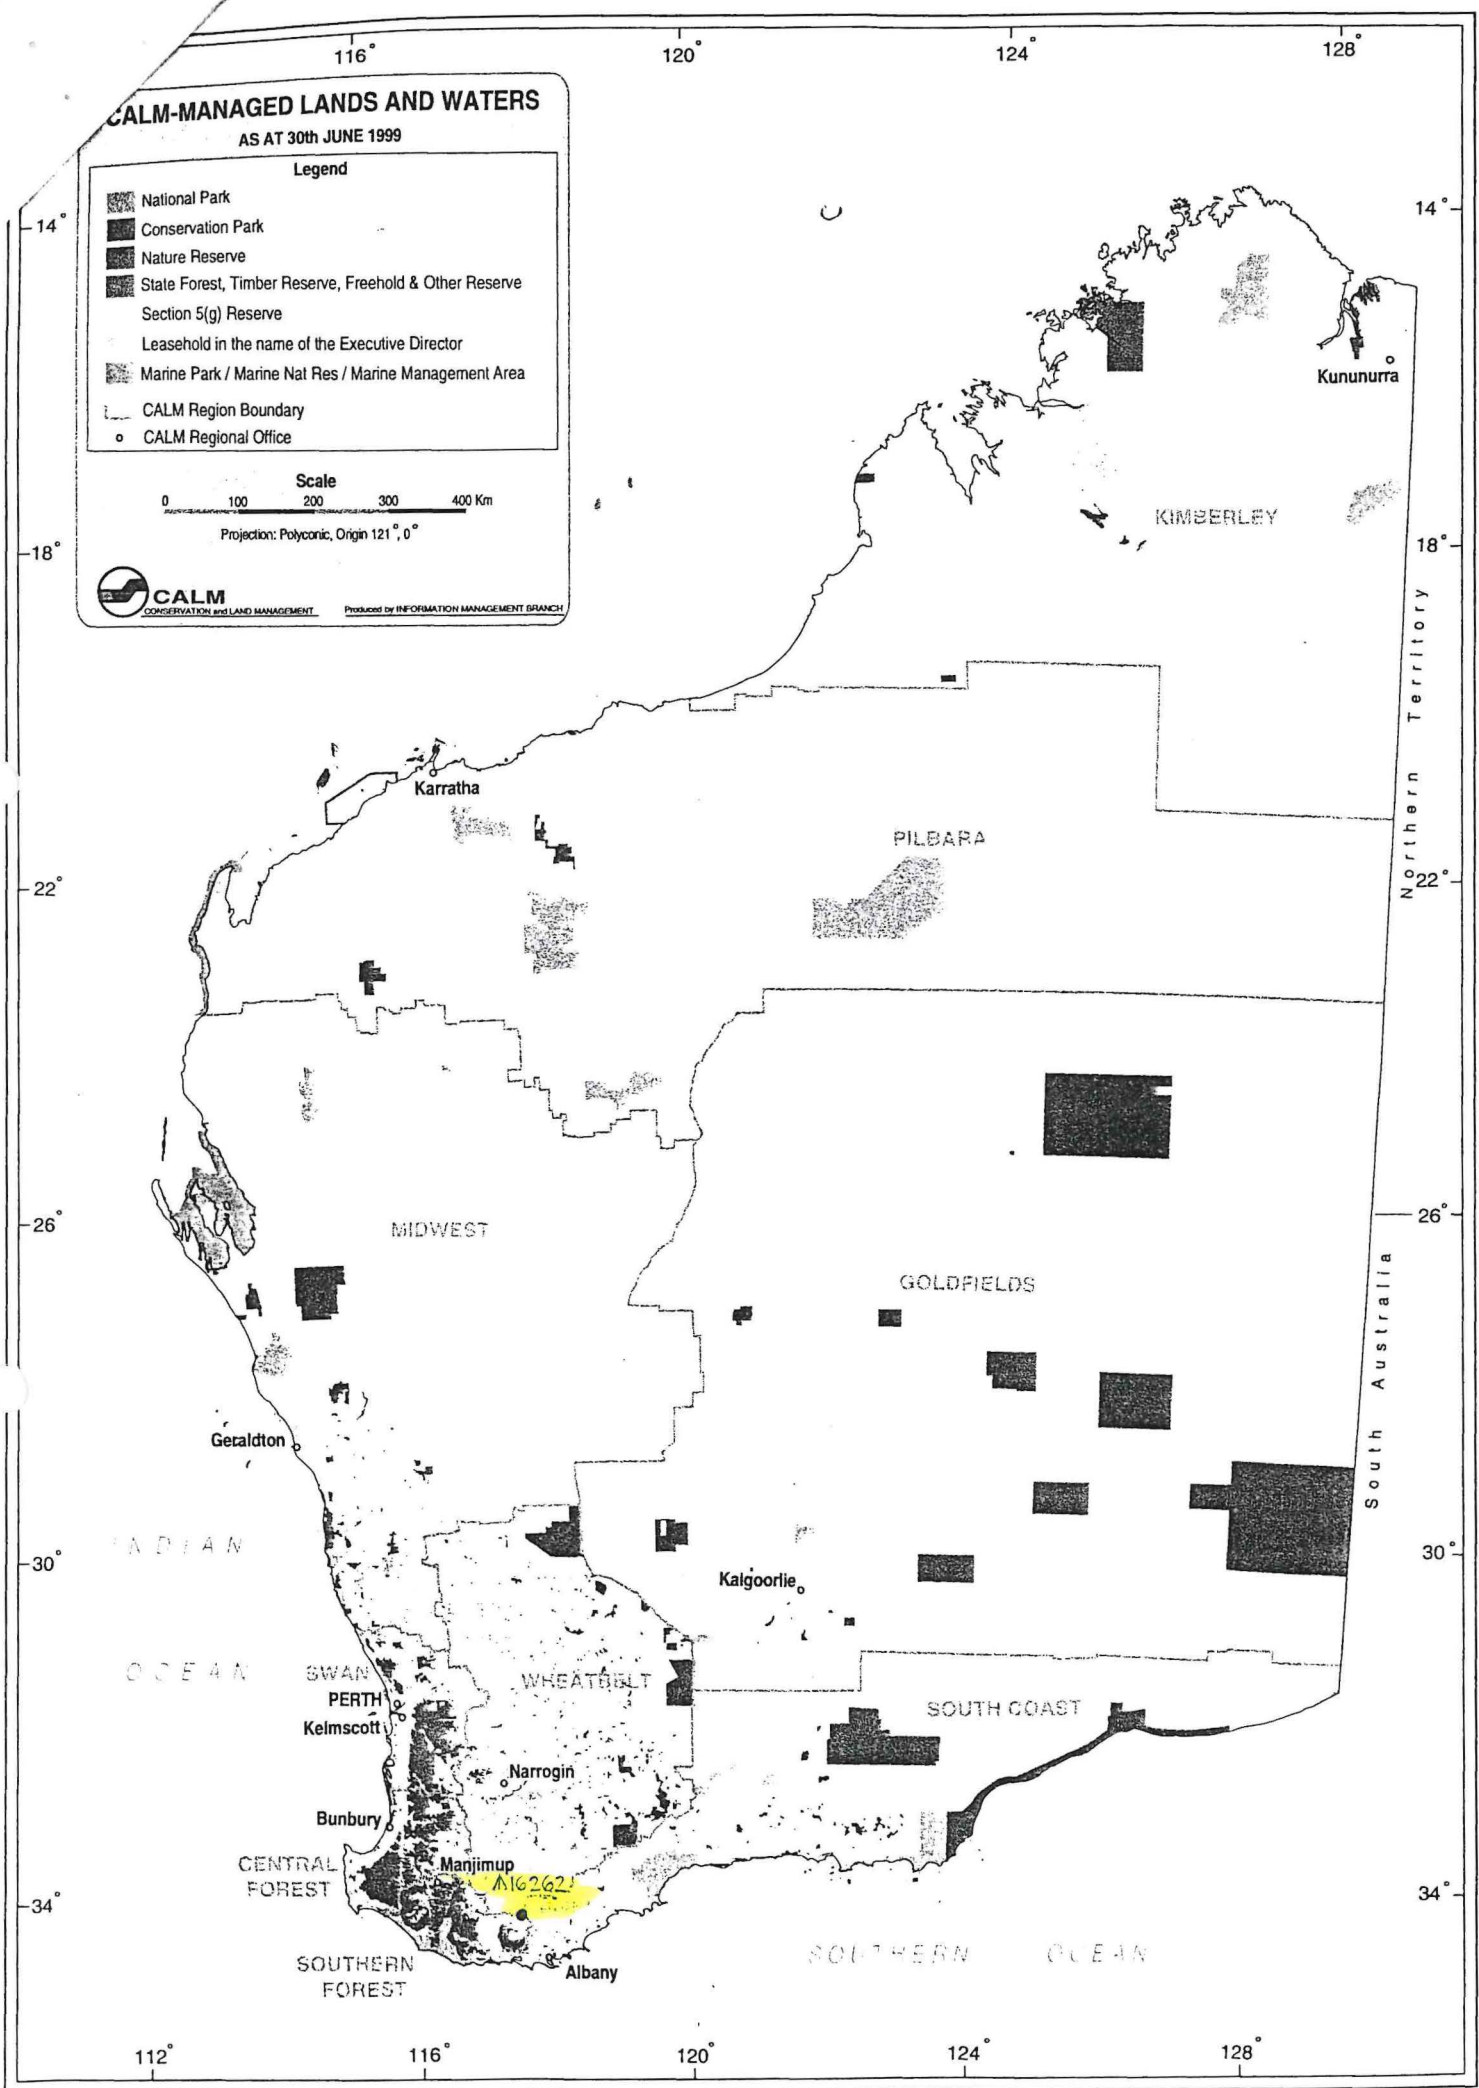 116° 120° 124° 128°
CALM-MANAGED LANDS AND WATERS
AS AT 30th JUNE 1999
Legend
National Park
Conservation Park
Nature Reserve
State Forest, Timber Reserve, Freehold & Other Reserve
Section 5(g) Reserve
Leasehold in the name of the Executive Director
Marine Park / Marine Nat Res / Marine Management Area
CALM Region Boundary
CALM Regional Office
Scale
0 100 200 300 400 Km
Projection: Polyconic, Origin 121°, 0°
CALM
CONSERVATION and LAND MANAGEMENT Produced by INFORMATION MANAGEMENT BRANCH
14° 14°
Kununurra
KIMBERLEY
18° 18°
Northern Territory
Karratha
PILBARA
22° 22°
MIDWEST
26° 26°
GOLDFIELDS
South Australia
Geraldton
INDIAN
30° 30°
Kalgoorlie
OCEAN
SWAN
WHEATBELT
PERTH
SOUTH COAST
Kelmscott
Narrogin
Bunbury
CENTRAL
FOREST
Manjimup
A16262
34° 34°
SOUTHERN OCEAN
SOUTHERN
FOREST
Albany
112° 116° 120° 124° 128°